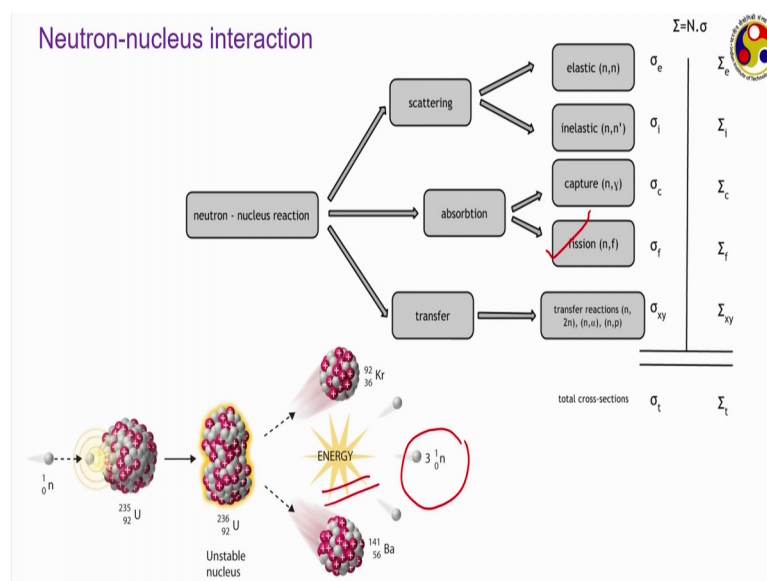 Neutron-nucleus interaction
Σ=N.σ
elastic (n,n)
σe
Σe
scattering
inelastic (n,n')
σi
Σi
capture (n,γ)
σc
Σc
neutron - nucleus reaction
absorbtion
fission (n,f)
σf
Σf
transfer
transfer reactions (n,
2n), (n,α), (n,p)
σxy
Σxy
total cross-sections
σt
Σt
92
36 Kr
1
0 n
235
92 U
236
92 U
Unstable
nucleus
ENERGY
3 1
0 n
141
56 Ba